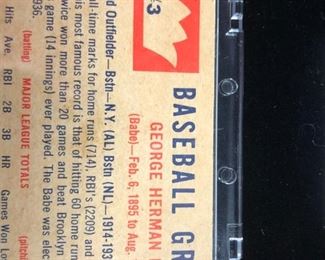 3
BASEBALL GR
GEORGE HERMAN
(Babe)—Feb. 6, 1895 to Aug.
d Outfielder—Bstn—N.Y. (AL) Bstn (NL)—1914-193
ll-time marks for home runs (714), RBI's (2209) and
is most famous record is that of hitting 60 home run
wice won more than 20 games and beat Brooklyn
game (14 innings) ever played. The Babe was elec
936.
(batting) MAJOR LEAGUE TOTALS (pitchi
Hits Ave RBI 2B 3B HR Games Won Lo